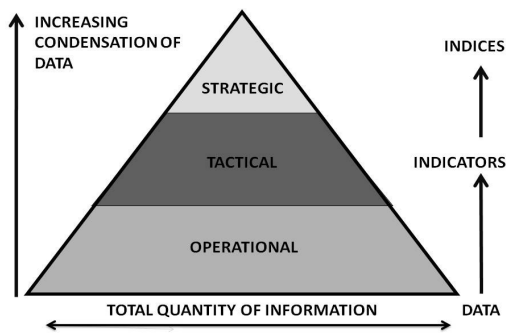 INCREASING
CONDENSATION OF
DATA
INDICES
STRATEGIC
TACTICAL
INDICATORS
OPERATIONAL
TOTAL QUANTITY OF INFORMATION
DATA